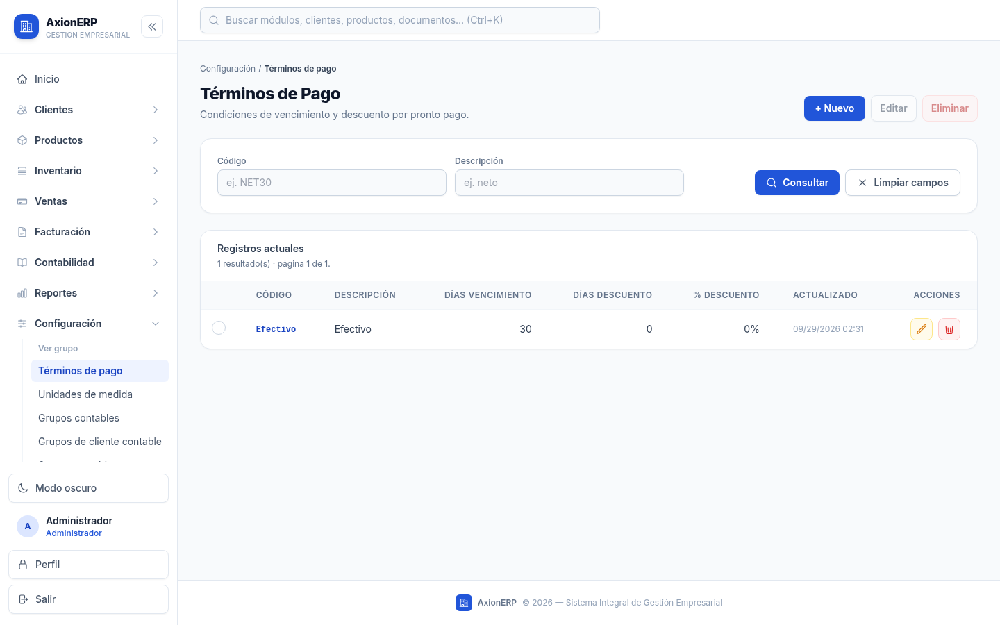 AxionERP
GESTIÓN EMPRESARIAL
Buscar módulos, clientes, productos, documentos... (Ctrl+K)
Inicio
Clientes
Productos
Inventario
Ventas
Facturación
Contabilidad
Reportes
Configuración
Ver grupo
Términos de pago
Unidades de medida
Grupos contables
Grupos de cliente contable
Modo oscuro
A
Administrador
Administrador
Perfil
Salir
Configuración / Términos de pago
Términos de Pago
Condiciones de vencimiento y descuento por pronto pago.
+ Nuevo Editar Eliminar
Código Descripción
ej. NET30 ej. neto Consultar Limpiar campos
Registros actuales
1 resultado(s) · página 1 de 1.
CÓDIGO DESCRIPCIÓN DÍAS VENCIMIENTO DÍAS DESCUENTO % DESCUENTO ACTUALIZADO ACCIONES
Efectivo Efectivo 30 0 0% 09/29/2026 02:31
AxionERP © 2026 — Sistema Integral de Gestión Empresarial